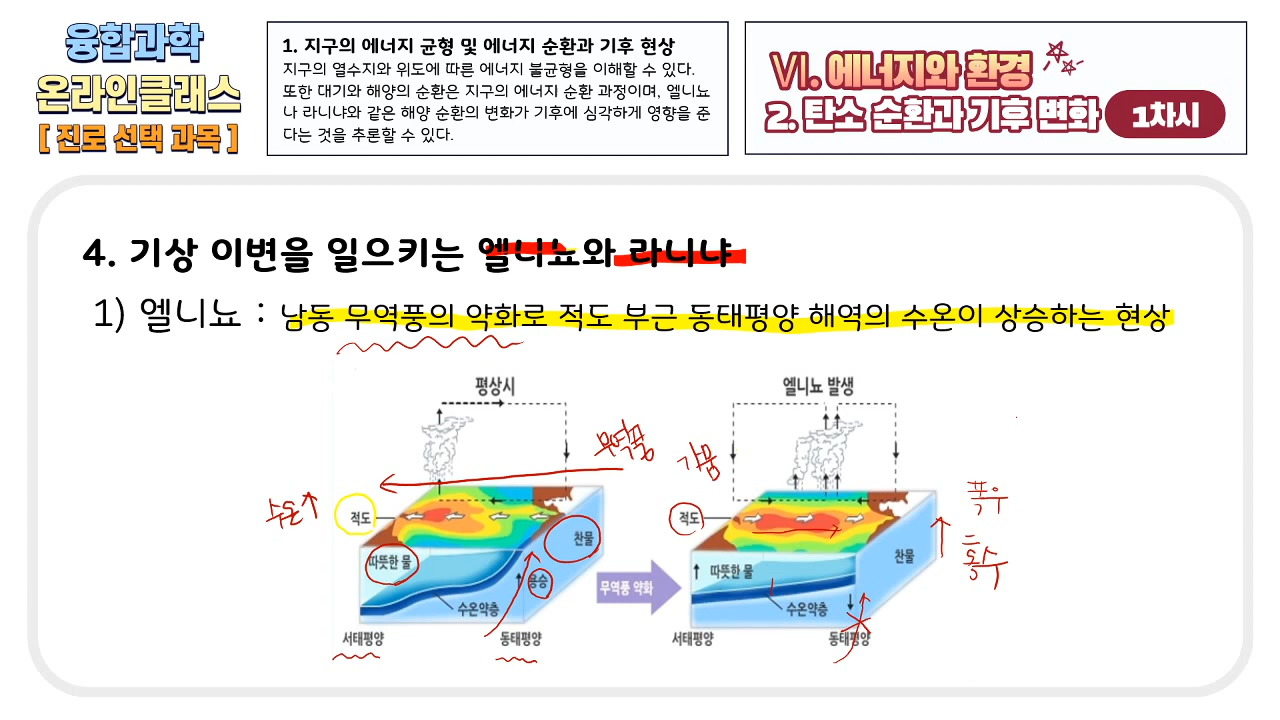 융합과학
온라인클래스
[ 진로 선택 과목 ]
1. 지구의 에너지 균형 및 에너지 순환과 기후 현상
지구의 열수지와 위도에 따른 에너지 불균형을 이해할 수 있다.
또한 대기와 해양의 순환은 지구의 에너지 순환 과정이며, 엘니뇨
나 라니냐와 같은 해양 순환의 변화가 기후에 심각하게 영향을 준
다는 것을 추론할 수 있다.
Ⅵ. 에너지와 환경
2. 탄소 순환과 기후 변화 1차시
4. 기상 이변을 일으키는 엘니뇨와 라니냐
1) 엘니뇨 : 남동 무역풍의 약화로 적도 부근 동태평양 해역의 수온이 상승하는 현상
평상시
무역풍
수온↑
적도
따뜻한 물
찬물
용승
수온약층
서태평양
동태평양
무역풍 약화
엘니뇨 발생
가뭄
적도
따뜻한 물
찬물
수온약층
서태평양
동태평양
폭우
홍수